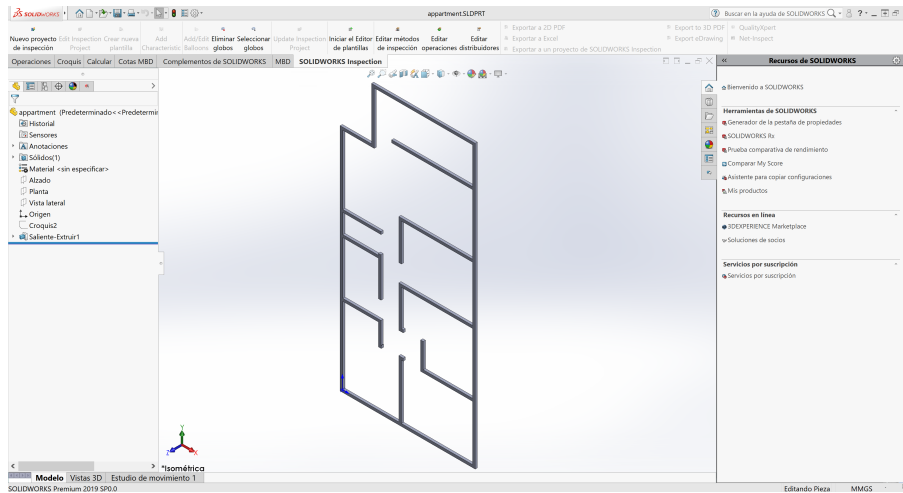 SOLIDWORKS
appartment.SLDPRT
Buscar en la ayuda de SOLIDWORKS
Nuevo proyecto de inspección
Edit Inspection Project
Crear nueva plantilla
Add Characteristic
Add/Edit Balloons
Eliminar globos
Seleccionar globos
Update Inspection Project
Iniciar el Editor de plantillas
Editar métodos de inspección
Editar operaciones
Editar distribuidores
Exportar a 2D PDF
Exportar a Excel
Exportar a un proyecto de SOLIDWORKS Inspection
Export to 3D PDF
Export eDrawing
QualityXpert
Net-Inspect
Operaciones Croquis Calcular Cotas MBD Complementos de SOLIDWORKS MBD SOLIDWORKS Inspection
appartment (Predeterminado<<Predetermin
Historial
Sensores
Anotaciones
Sólidos(1)
Material <sin especificar>
Alzado
Planta
Vista lateral
Origen
Croquis2
Saliente-Extruir1
Y
Z
X
*Isométrica
Recursos de SOLIDWORKS
Bienvenido a SOLIDWORKS
Herramientas de SOLIDWORKS
Generador de la pestaña de propiedades
SOLIDWORKS Rx
Prueba comparativa de rendimiento
Comparar My Score
Asistente para copiar configuraciones
Mis productos
Recursos en línea
3DEXPERIENCE Marketplace
Soluciones de socios
Servicios por suscripción
Servicios por suscripción
Modelo Vistas 3D Estudio de movimiento 1
SOLIDWORKS Premium 2019 SP0.0
Editando Pieza MMGS